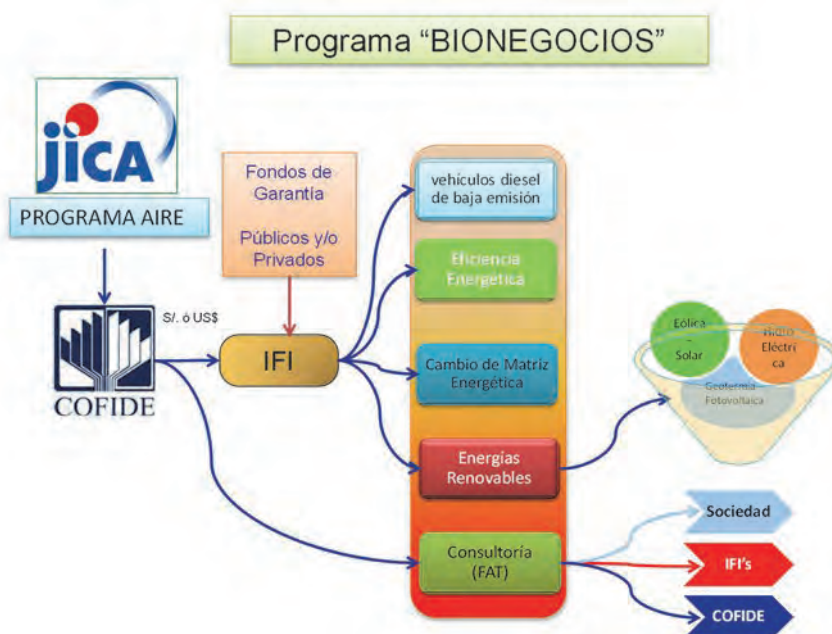 Programa “BIONEGOCIOS”
jICA
PROGRAMA AIRE
Fondos de
Garantía
Públicos y/o
Privados
vehículos diesel
de baja emisión
Eficiencia
Energética
S/. ó US$
IFI
COFIDE
Cambio de Matriz
Energética
Energías
Renovables
Consultoría
(FAT)
Eólica
-
Solar
Hidro
Eléctri
ca
Geotermia
Fotovoltaica
Sociedad
IFI's
COFIDE